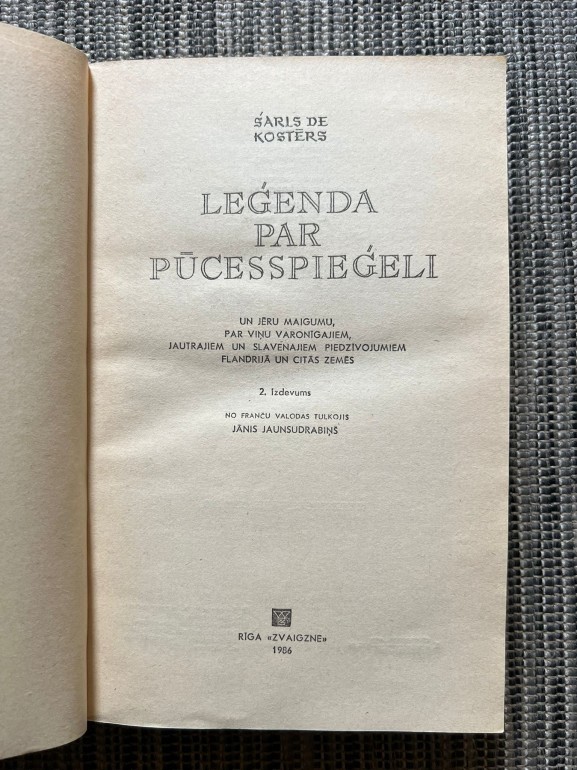 ŠARLS DE
KOSTĒRS
LEĢENDA
PAR
PŪCESSPIEĢELI
UN JĒRU MAIGUMU,
PAR VIŅU VARONĪGAJIEM,
JAUTRAJIEM UN SLAVENAJIEM PIEDZĪVOJUMIEM
FLANDRIJĀ UN CITĀS ZEMĒS
2. Izdevums
NO FRANČU VALODAS TULKOJIS
JĀNIS JAUNSUDRABIŅŠ
RĪGA «ZVAIGZNE»
1986